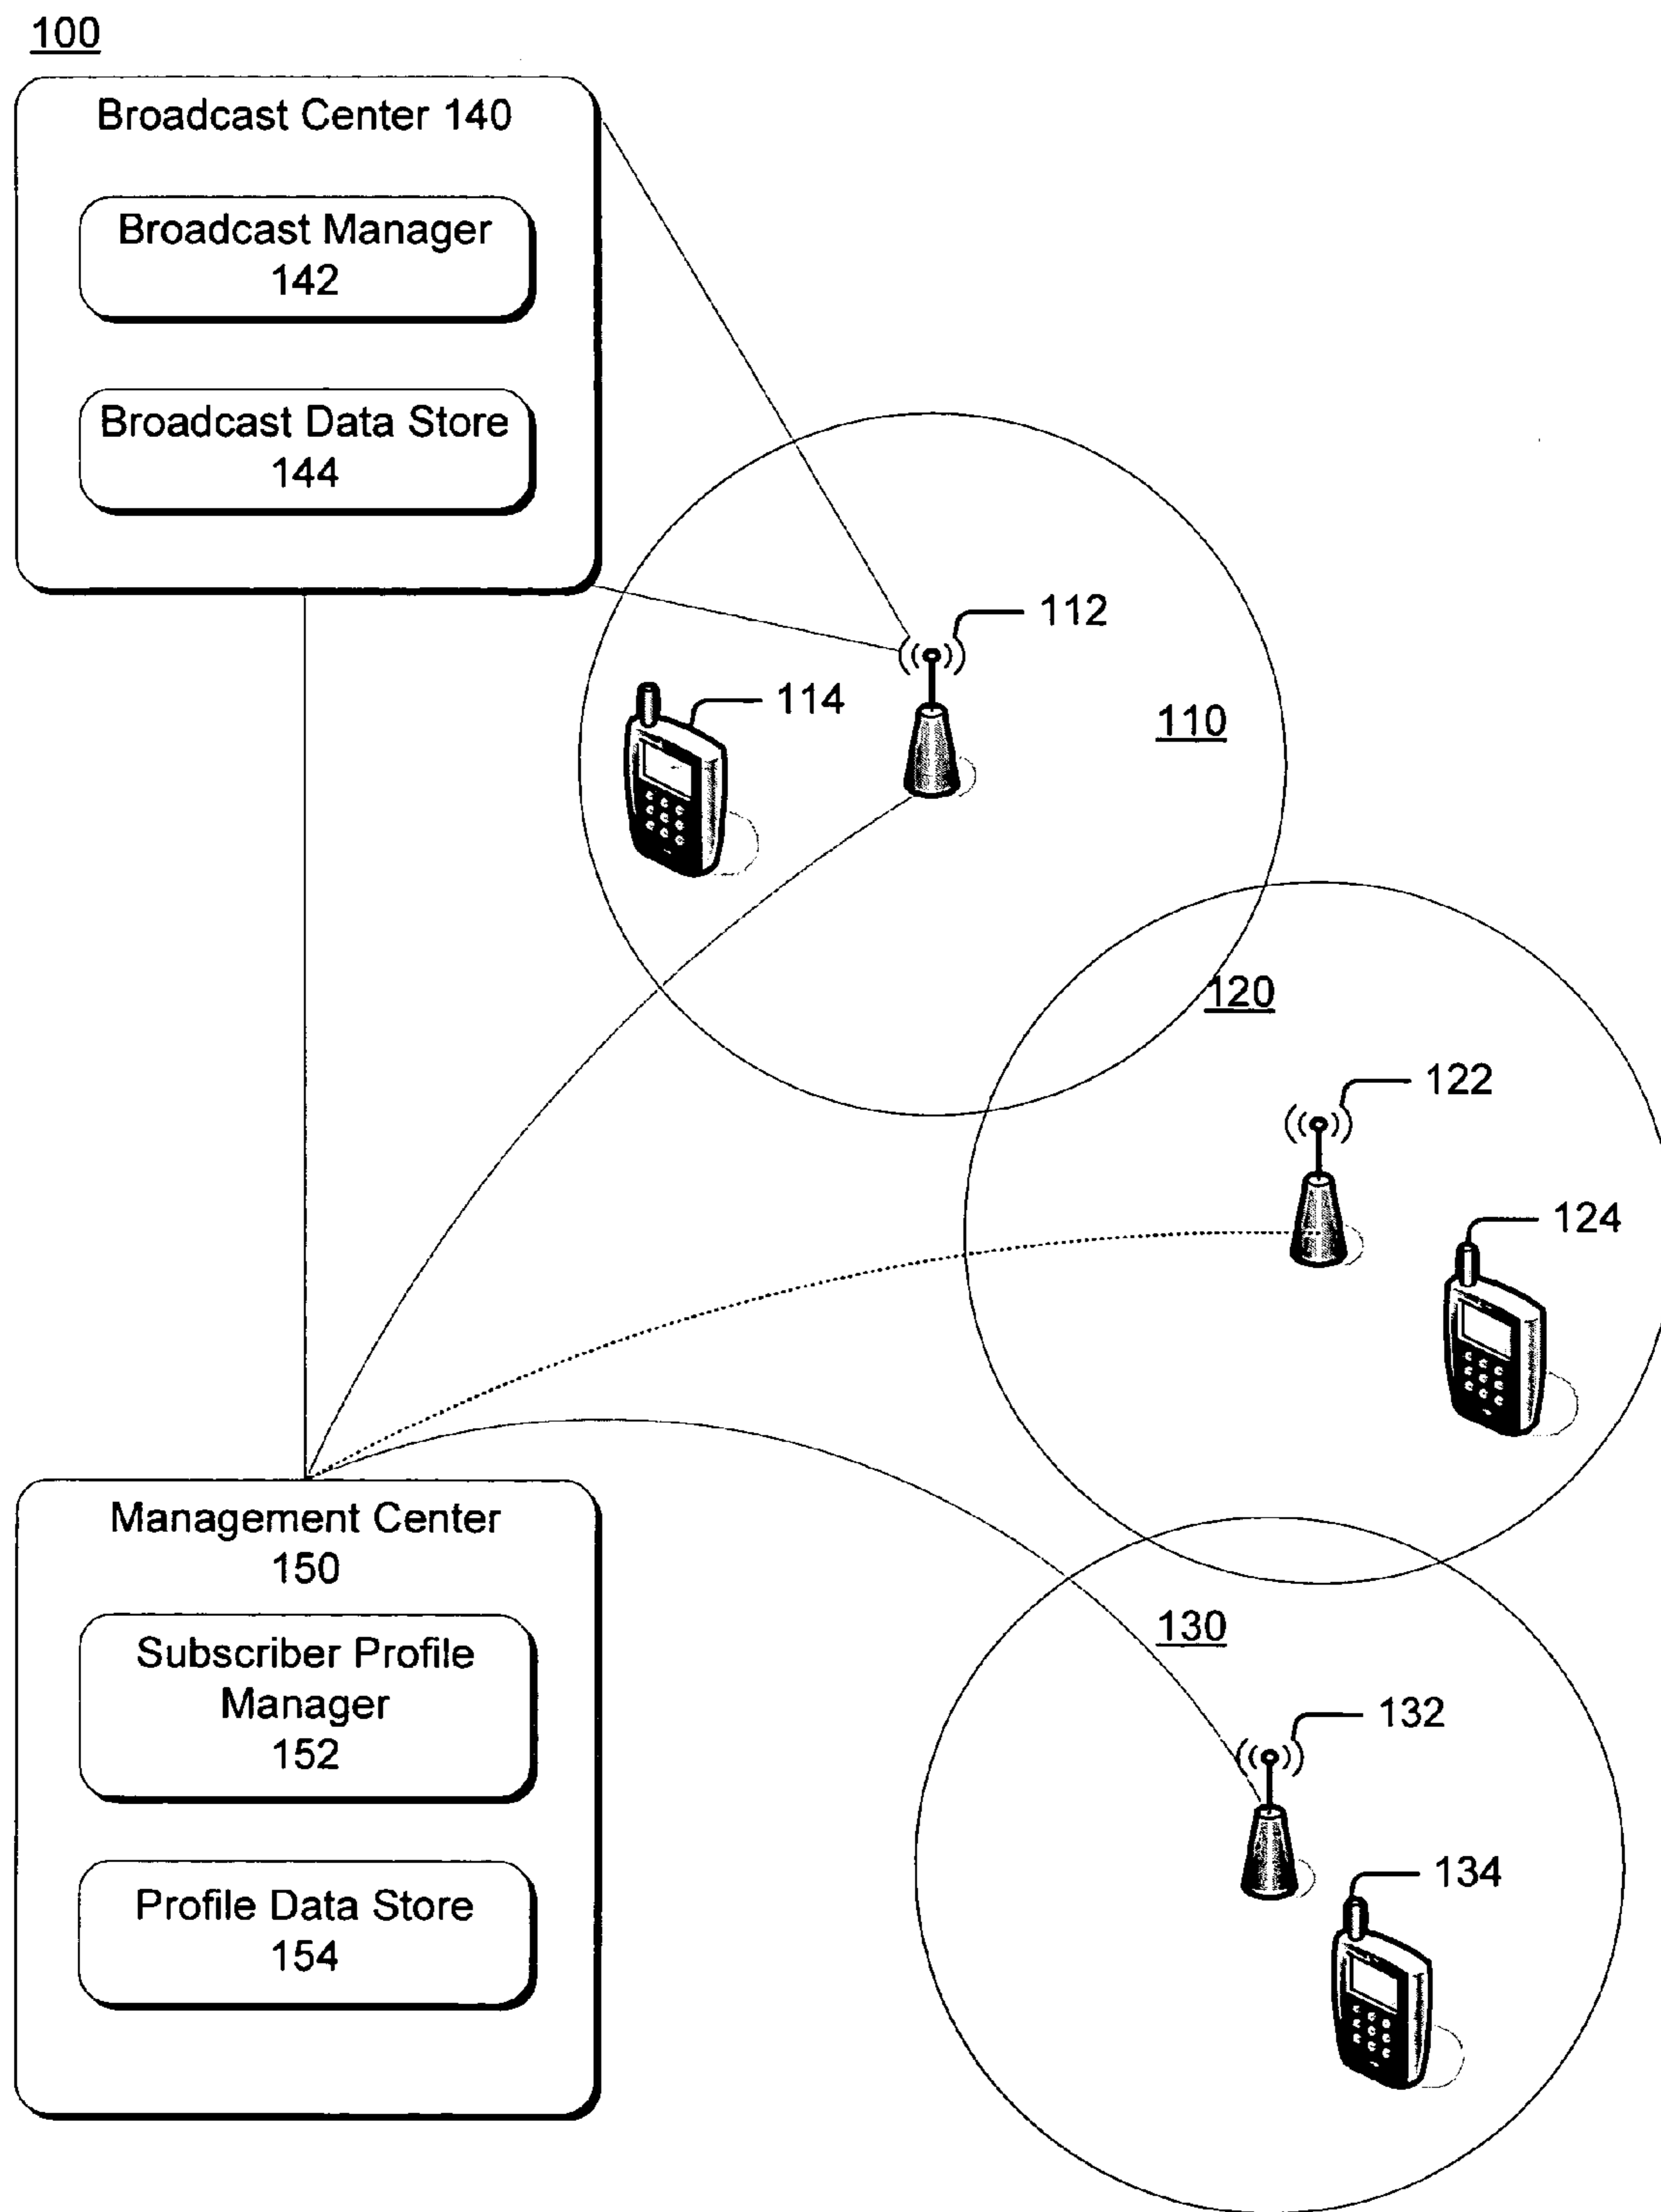 100
Broadcast Center 140
Broadcast Manager
142
Broadcast Data Store
144
112
114
110
120
122
124
Management Center
150
Subscriber Profile
Manager
152
Profile Data Store
154
130
132
134